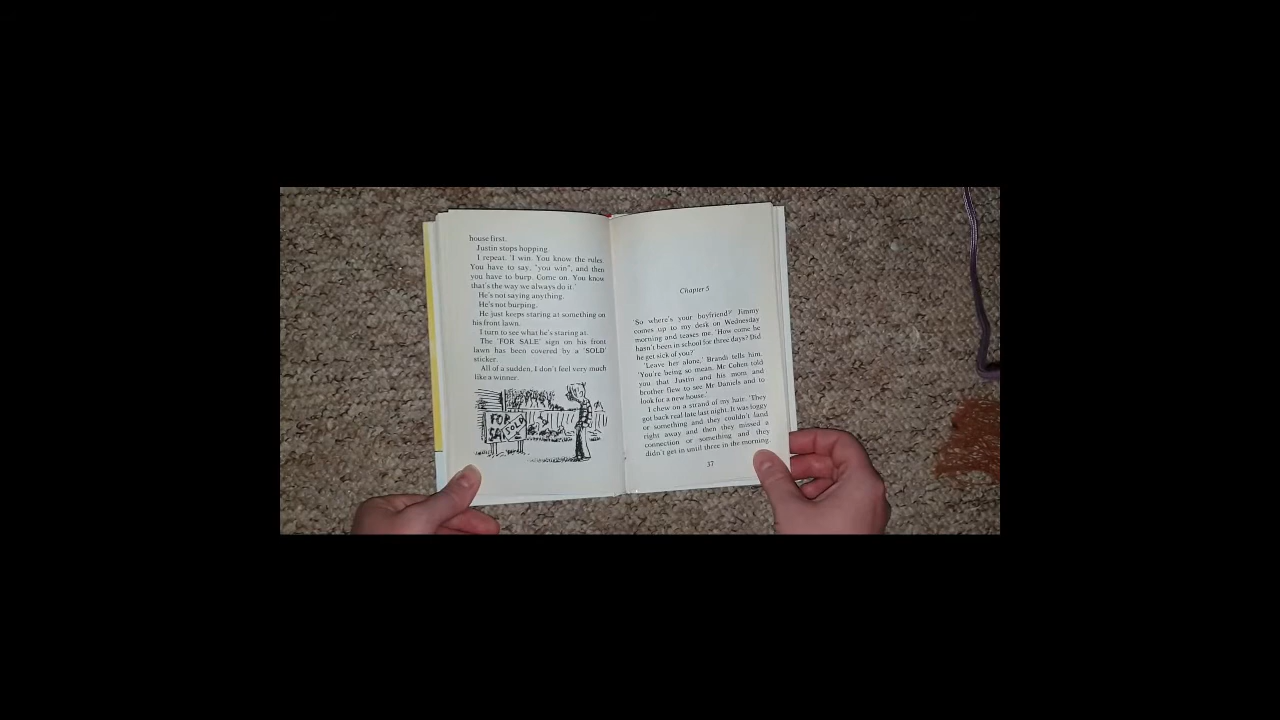 house first.
Justin stops hopping.
I repeat. 'I win. You know the rules.
You have to say, "you win", and then
you have to burp. Come on. You know
that's the way we always do it.'
He's not saying anything.
He's not burping.
He just keeps staring at something on
his front lawn.
I turn to see what he's staring at.
The 'FOR SALE' sign on his front
lawn has been covered by a 'SOLD'
sticker.
All of a sudden, I don't feel very much
like a winner.
FOR
SA
SOLD
Chapter 5
'So where's your boyfriend?' Jimmy
comes up to my desk on Wednesday
morning and teases me. 'How come he
hasn't been in school for three days? Did
he get sick of you?'
'Leave her alone,' Brandi tells him.
'You're being so mean. Mr Cohen told
you that Justin and his mom and
brother flew to see Mr Daniels and to
look for a new house.'
I chew on a strand of my hair. 'They
got back real late last night. It was foggy
or something and they couldn't land
right away and then they missed a
connection or something and they
didn't get in until three in the morning.
37